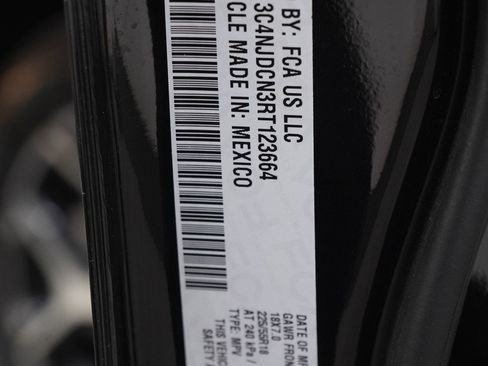 BY: FCA US LLC
3C4NJDCN3RT123664
CLE MADE IN: MEXICO
DATE OF M
GAWR FRON
18X7.0
225/55R18
AT 240 kPa /
TYPE: MPV
THIS VEHIC
SAFETY A